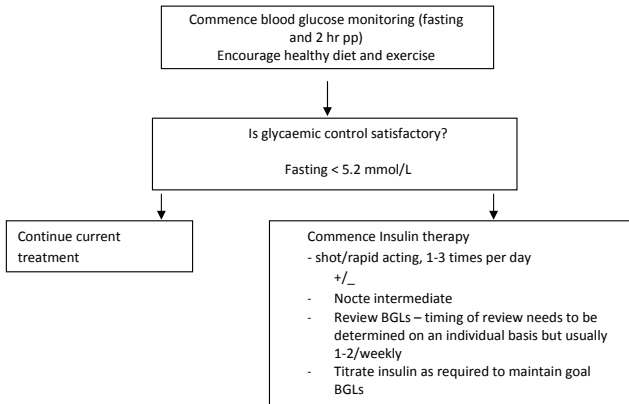 Commence blood glucose monitoring (fasting
and 2 hr pp)
Encourage healthy diet and exercise
Is glycaemic control satisfactory?
Fasting < 5.2 mmol/L
Continue current
treatment
Commence Insulin therapy
- shot/rapid acting, 1-3 times per day
+/_
- Nocte intermediate
- Review BGLs – timing of review needs to be
determined on an individual basis but usually
1-2/weekly
- Titrate insulin as required to maintain goal
BGLs